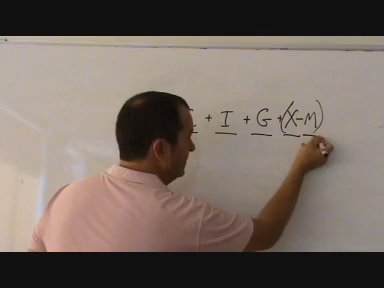 + I + G + (X-M)